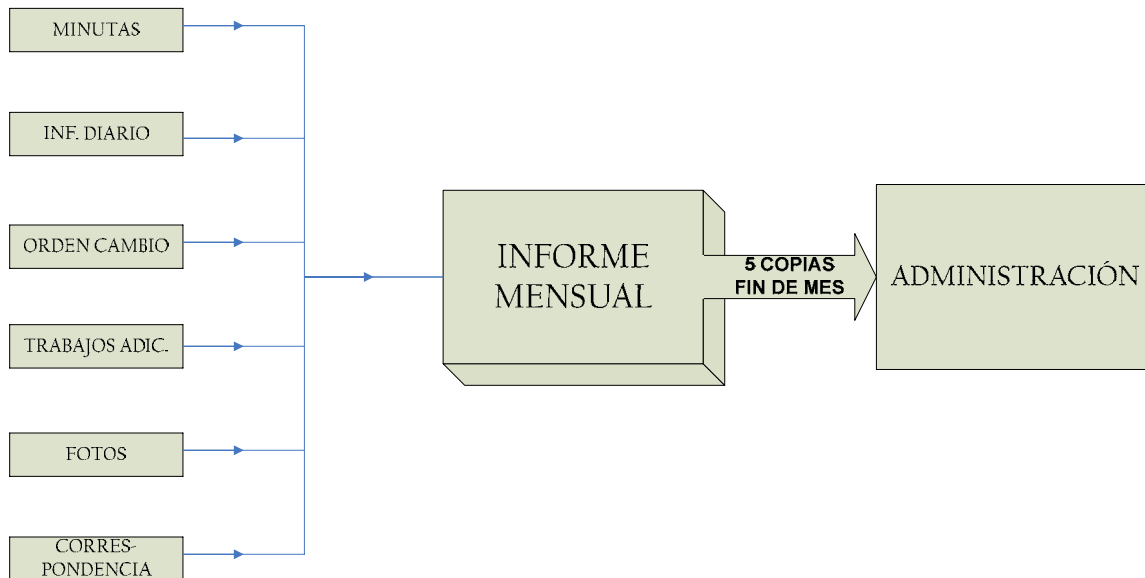 MINUTAS
INF. DIARIO
ORDEN CAMBIO
TRABAJOS ADIC.
FOTOS
CORRES-
PONDENCIA
INFORME
MENSUAL
5 COPIAS
FIN DE MES
ADMINISTRACIÓN